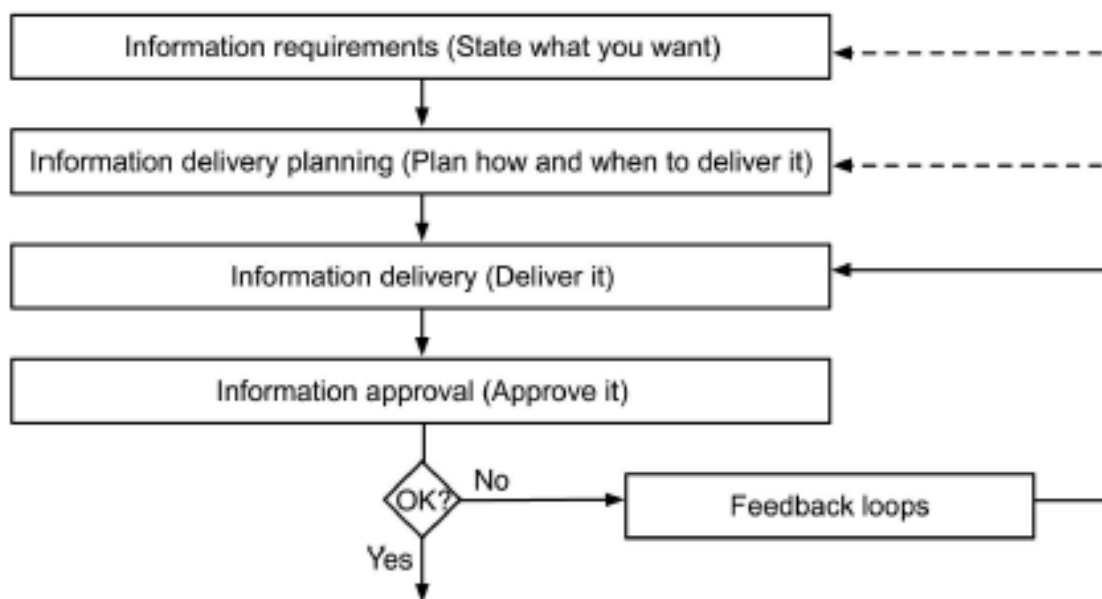 Information requirements (State what you want)
Information delivery planning (Plan how and when to deliver it)
Information delivery (Deliver it)
Information approval (Approve it)
OK?
No
Feedback loops
Yes